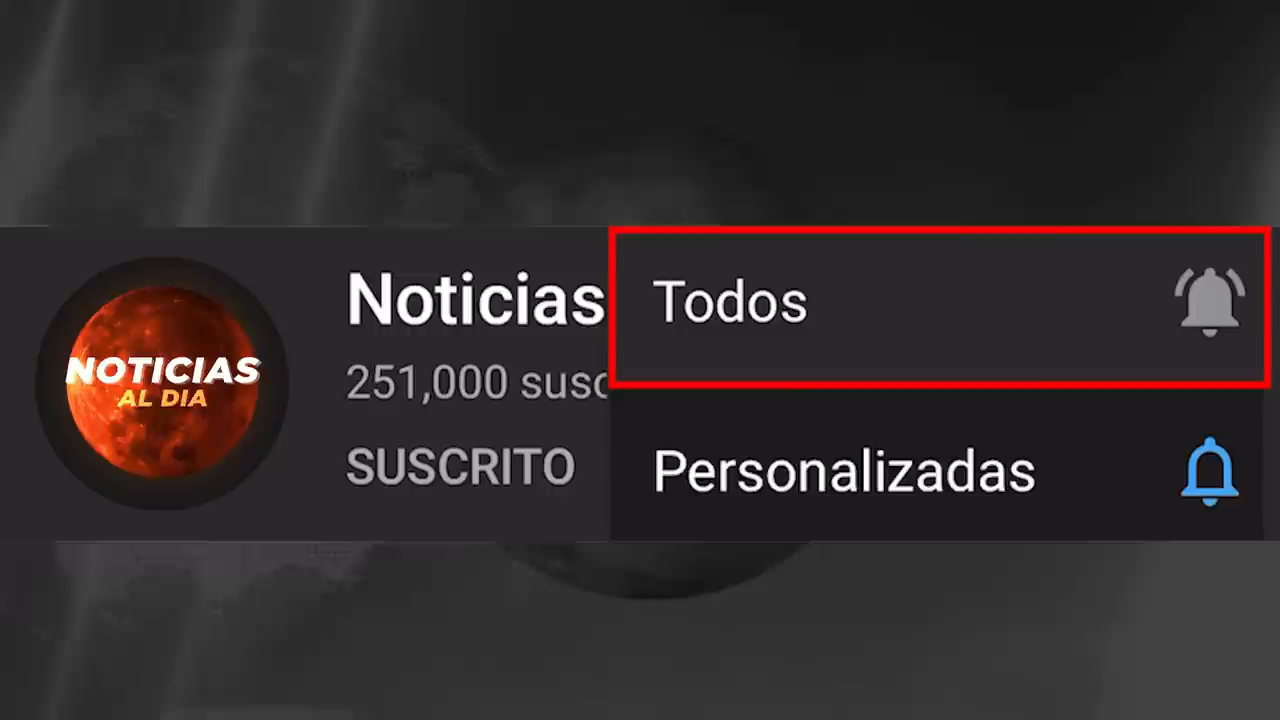 NOTICIAS
AL DIA
Noticias
251,000 susc
SUSCRITO
Todos
Personalizadas